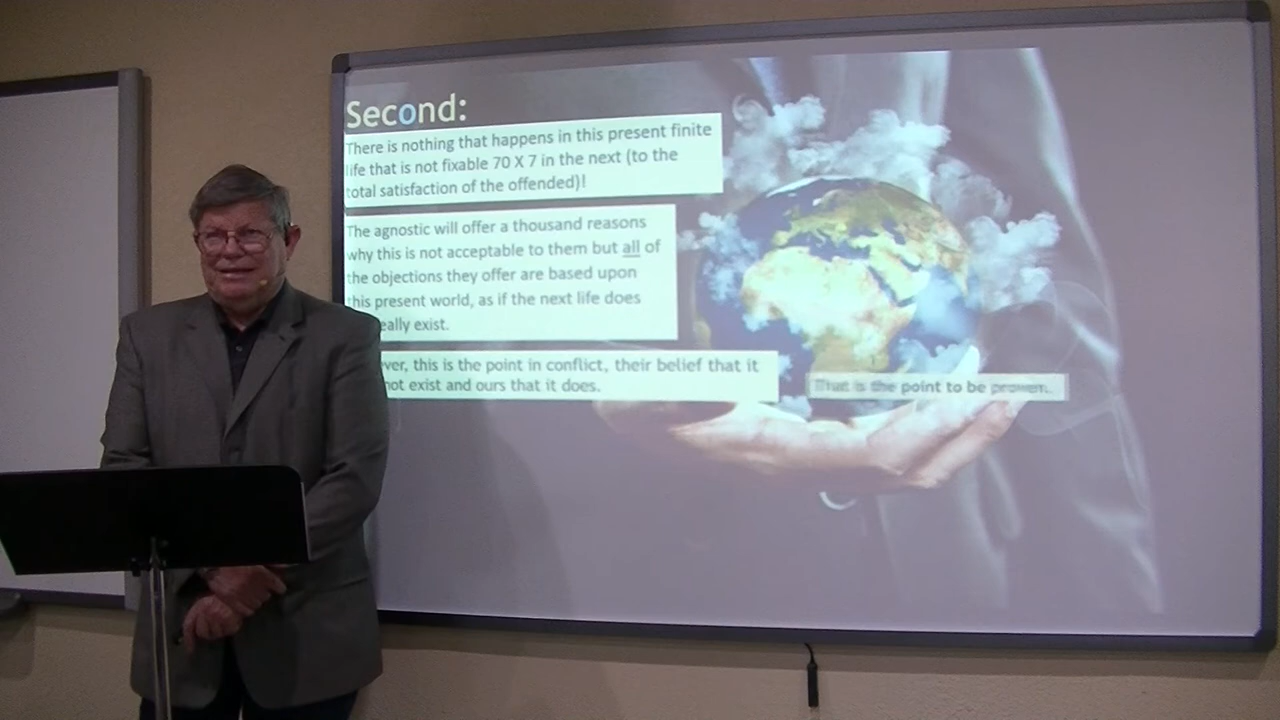 Second:
There is nothing that happens in this present finite
life that is not fixable 70 X 7 in the next (to the
total satisfaction of the offended)!
The agnostic will offer a thousand reasons
why this is not acceptable to them but all of
the objections they offer are based upon
this present world, as if the next life does
eally exist.
ver, this is the point in conflict, their belief that it
not exist and ours that it does.
That is the point to be proven.